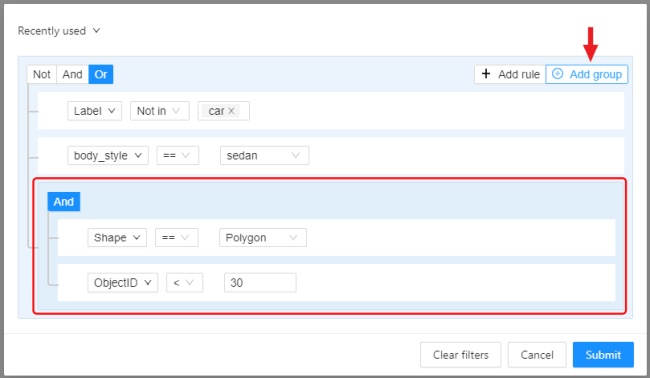 Recently used
Not And Or + Add rule Add group
Label Not in car ×
body_style == sedan
And
Shape == Polygon
ObjectID < 30
Clear filters Cancel Submit